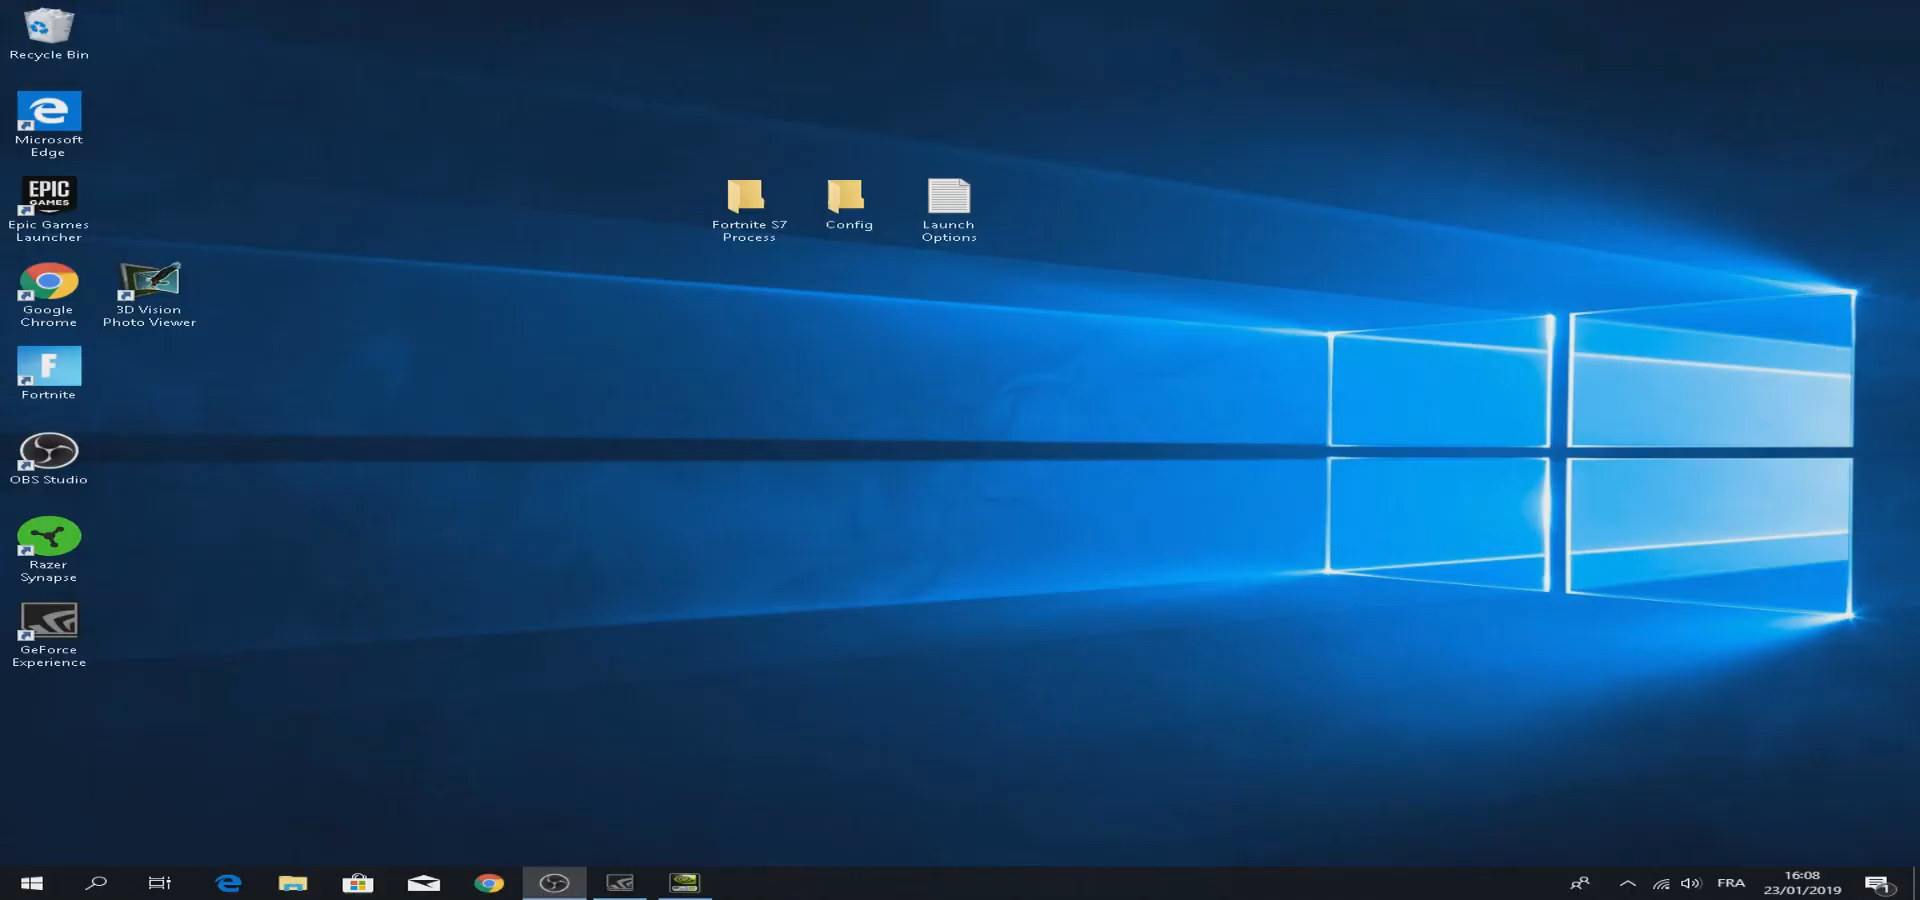 Recycle Bin
Microsoft
Edge
EPIC
GAMES
Epic Games
Launcher
Google
Chrome
3D Vision
Photo Viewer
F
Fortnite
OBS Studio
Razer
Synapse
GeForce
Experience
Fortnite S7
Process
Config
Launch
Options
FRA
16:08
23/01/2019
1